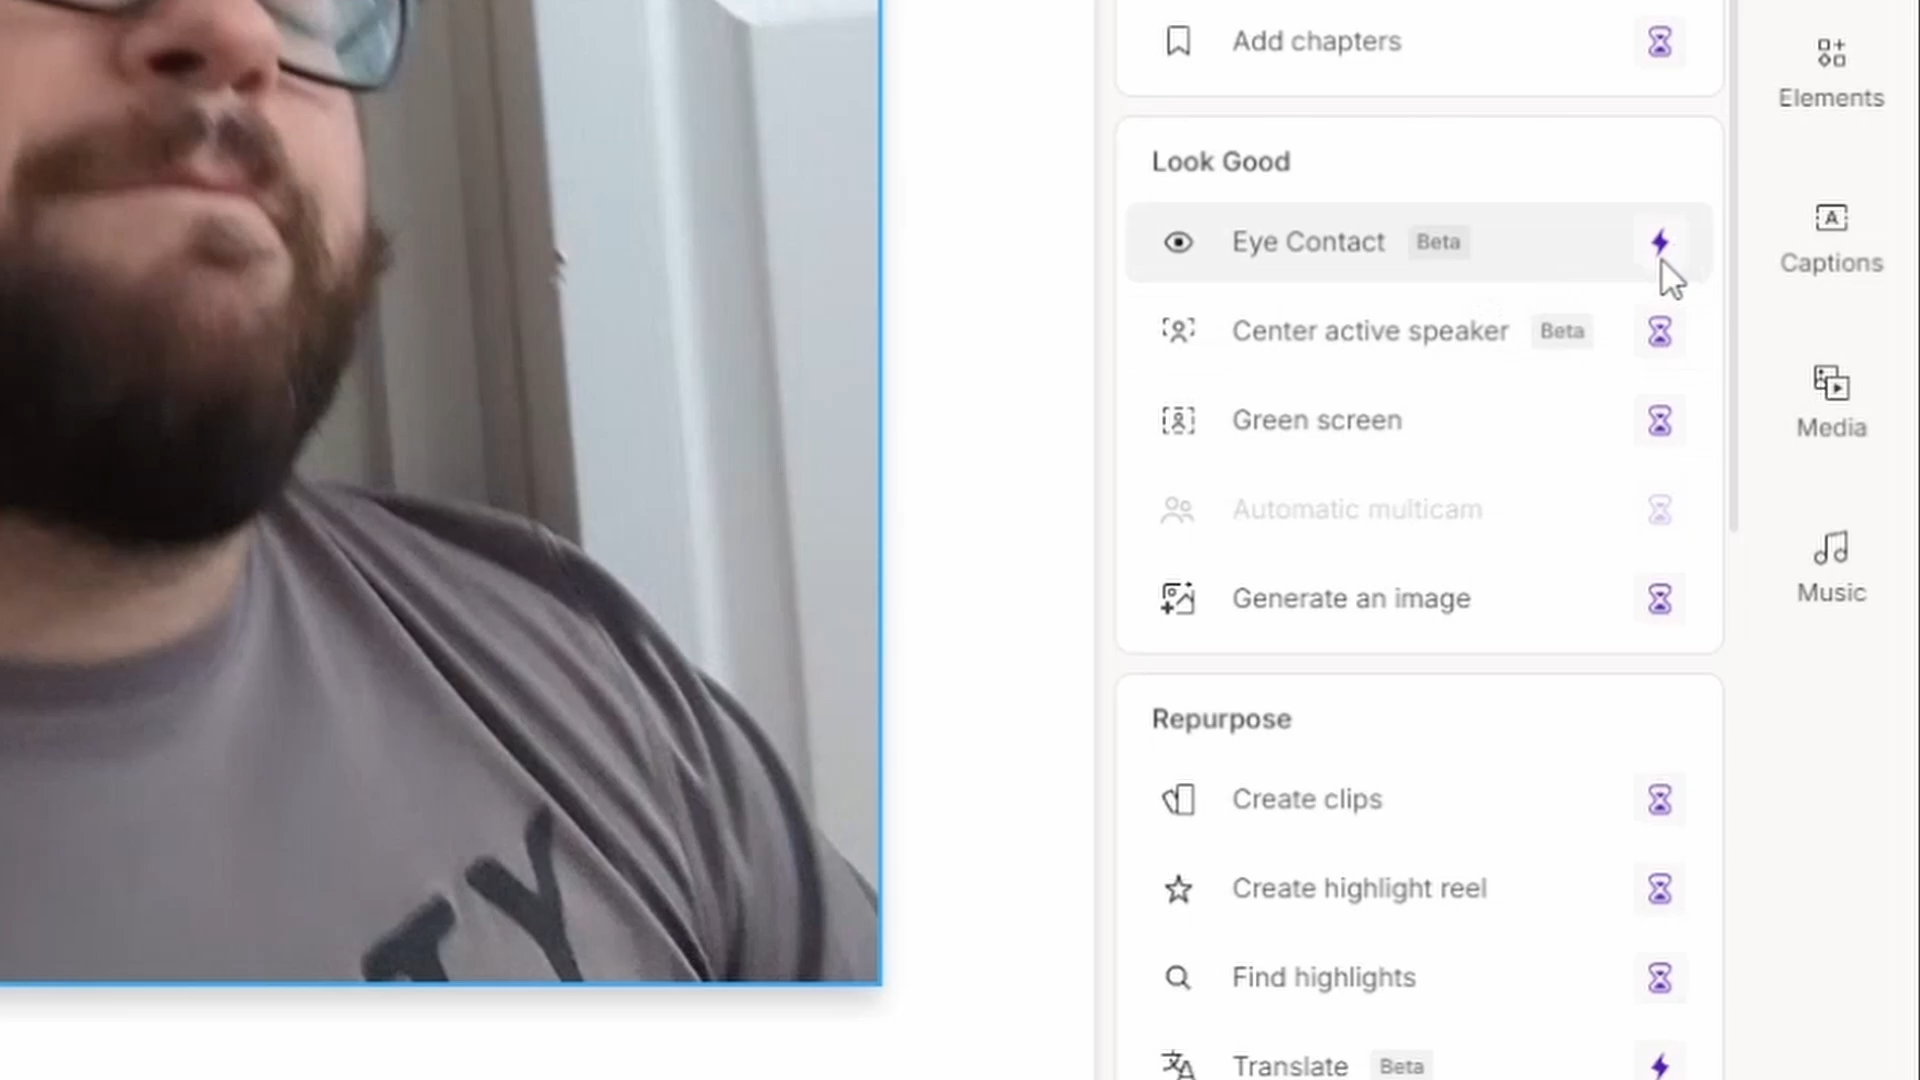 Add chapters
Look Good
Eye Contact Beta
Center active speaker Beta
Green screen
Automatic multicam
Generate an image
Repurpose
Create clips
Create highlight reel
Find highlights
Translate Beta
Elements
A
Captions
Media
Music
TY